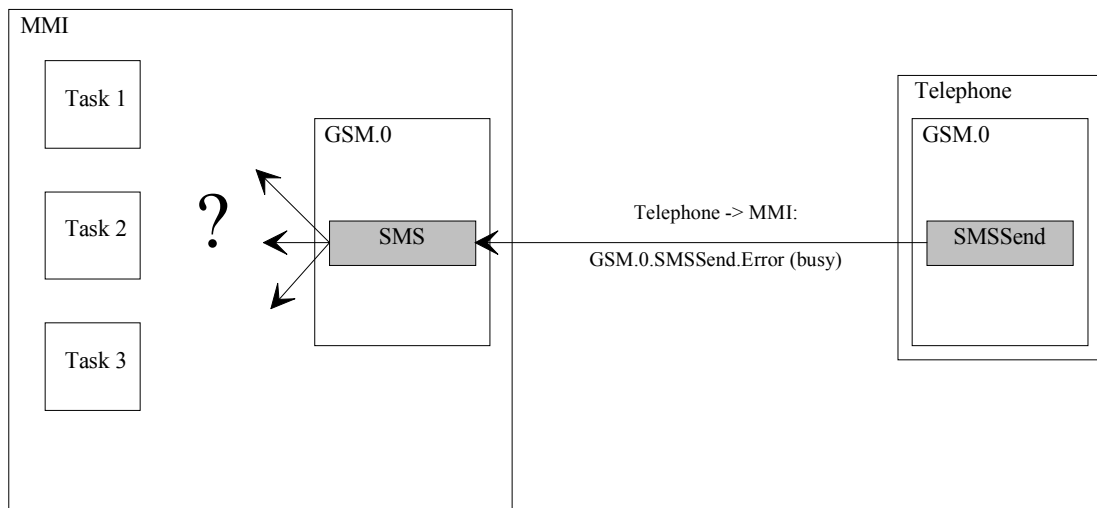 MMI
Task 1
Task 2
Task 3
?
GSM.0
SMS
Telephone -> MMI:
GSM.0.SMSSend.Error (busy)
Telephone
GSM.0
SMSSend